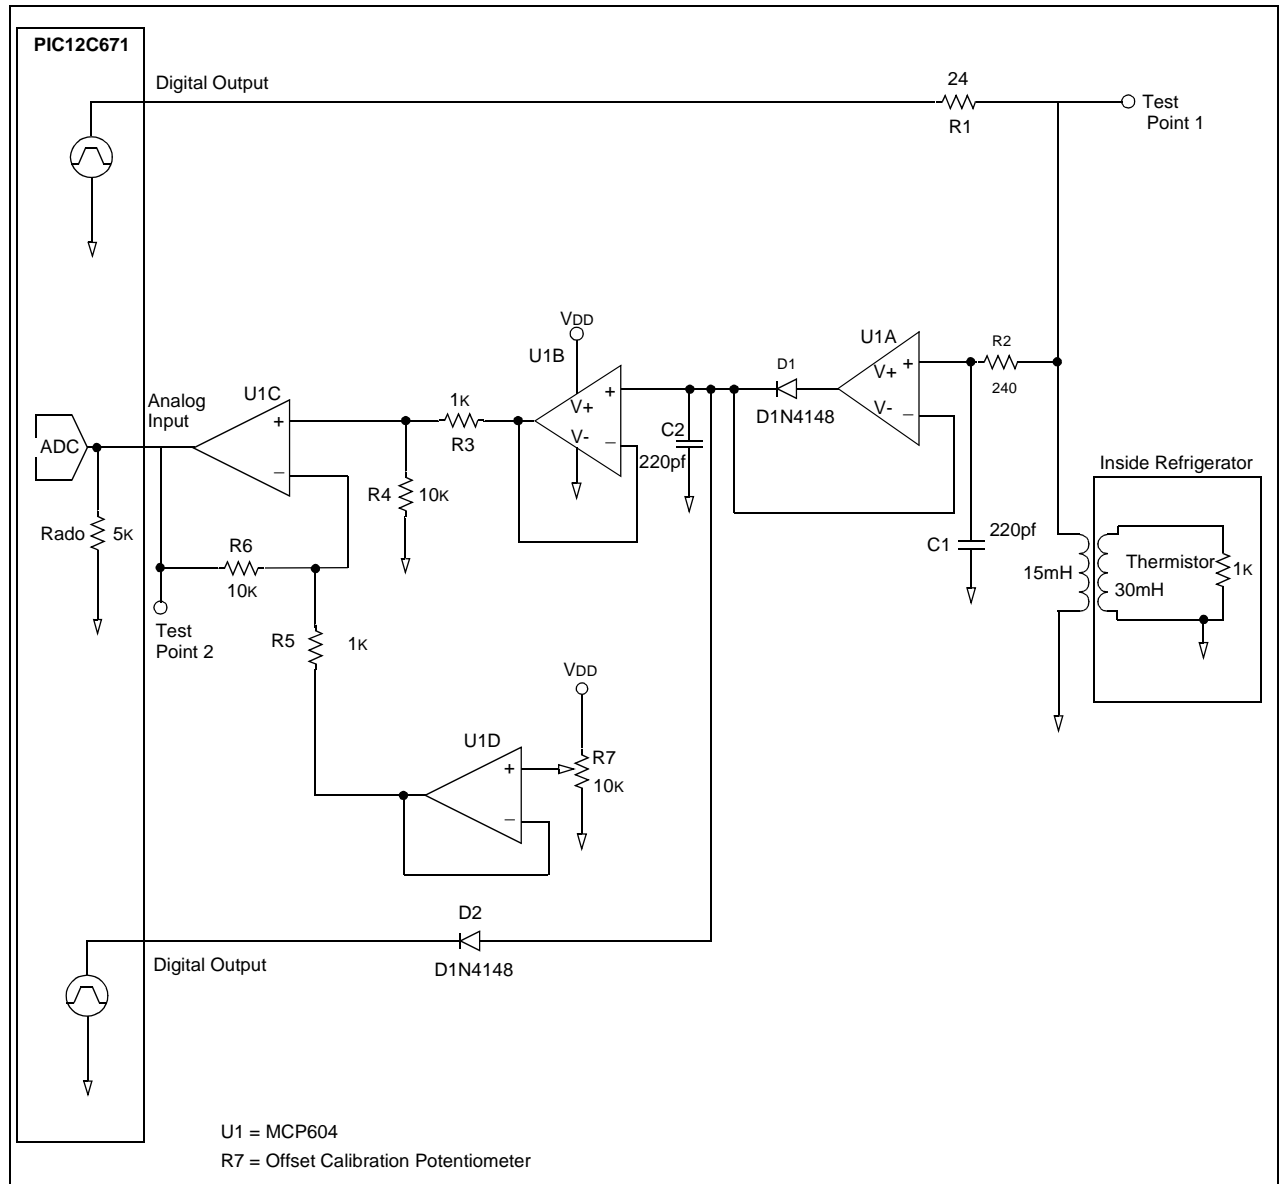 PIC12C671
Digital Output
24
R1
Test
Point 1
VDD
U1B
U1A
R2
240
D1
D1N4148
V+
V-
+
−
U1C
Analog
Input
ADC
1K
R3
V+
V-
+
−
C2
220pf
+
−
R4
10K
Rado
5K
R6
10K
Test
Point 2
R5
1K
C1
220pf
Inside Refrigerator
15mH
30mH
Thermistor
1K
VDD
U1D
+
−
R7
10K
D2
D1N4148
Digital Output
U1 = MCP604
R7 = Offset Calibration Potentiometer